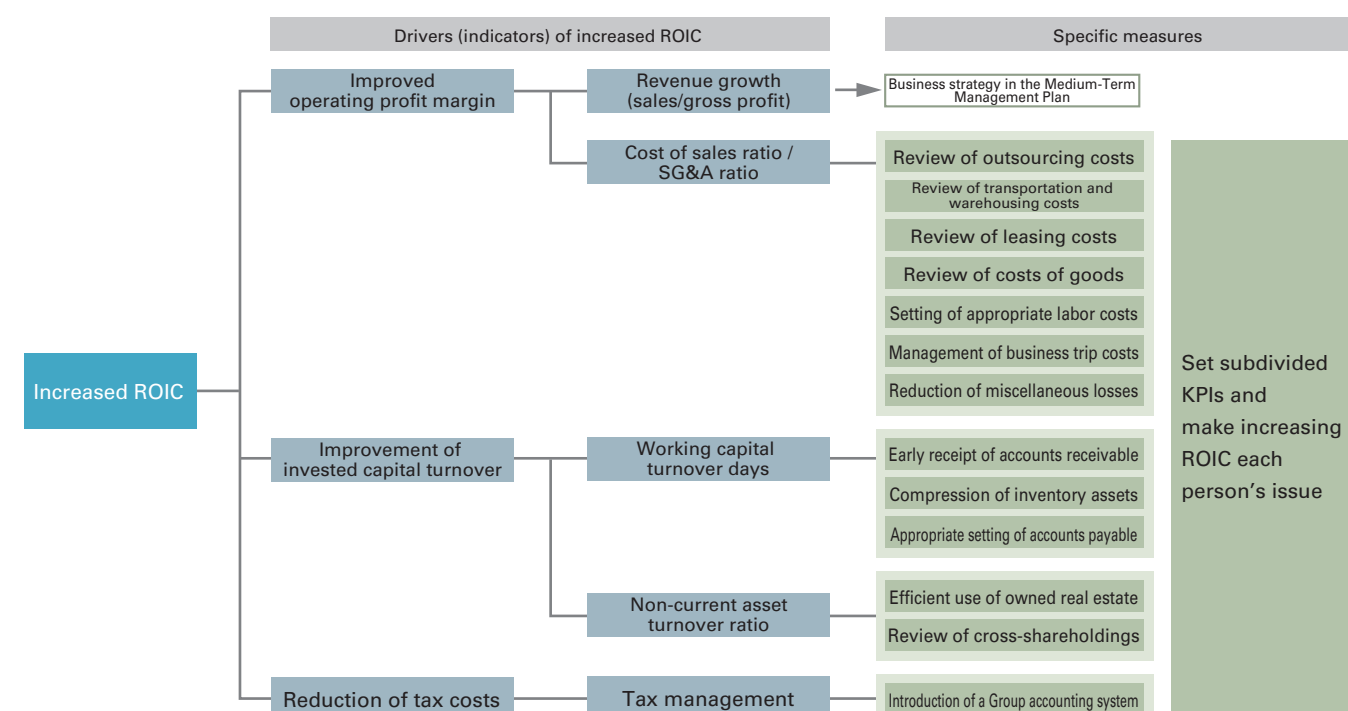 Drivers (indicators) of increased ROIC
Specific measures
Increased ROIC
Improved
operating profit margin
Revenue growth
(sales/gross profit)
Business strategy in the Medium-Term
Management Plan
Cost of sales ratio /
SG&A ratio
Review of outsourcing costs
Review of transportation and
warehousing costs
Review of leasing costs
Review of costs of goods
Setting of appropriate labor costs
Management of business trip costs
Reduction of miscellaneous losses
Improvement of
invested capital turnover
Working capital
turnover days
Early receipt of accounts receivable
Compression of inventory assets
Appropriate setting of accounts payable
Non-current asset
turnover ratio
Efficient use of owned real estate
Review of cross-shareholdings
Reduction of tax costs
Tax management
Introduction of a Group accounting system
Set subdivided
KPIs and
make increasing
ROIC each
person’s issue